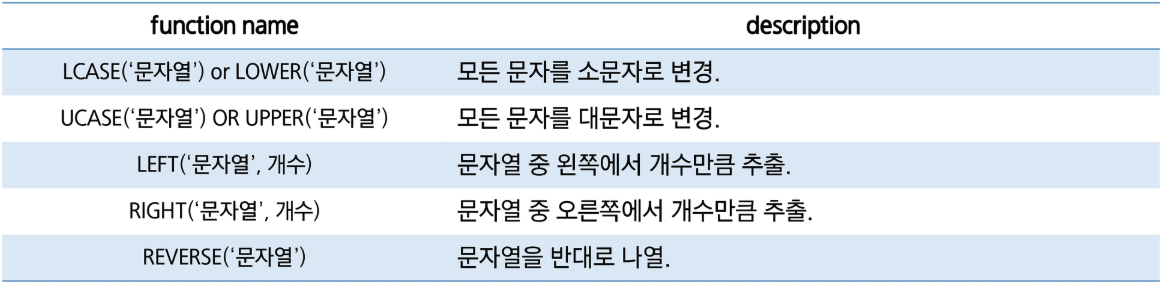 function name description
LCASE(‘문자열’) or LOWER(‘문자열’) 모든 문자를 소문자로 변경.
UCASE(‘문자열’) OR UPPER(‘문자열’) 모든 문자를 대문자로 변경.
LEFT(‘문자열’, 개수) 문자열 중 왼쪽에서 개수만큼 추출.
RIGHT(‘문자열’, 개수) 문자열 중 오른쪽에서 개수만큼 추출.
REVERSE(‘문자열’) 문자열을 반대로 나열.